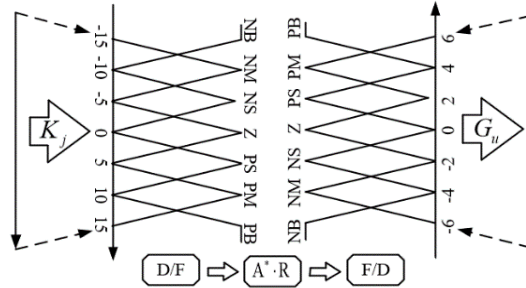 -15 -10 -5 0 5 10 15
K_j
NB NM NS Z PS PM PB
PB PM PS Z NS NM NB
6 4 2 0 -2 -4 -6
G_u
D/F A*·R F/D